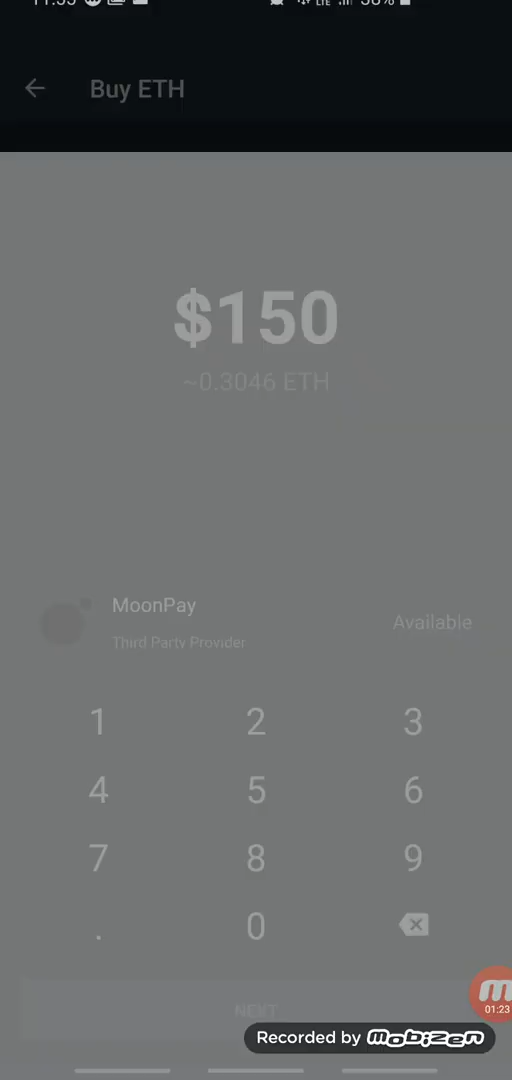 Buy ETH
$150
~0.3046 ETH
MoonPay
Third Party Provider
Available
1 2 3
4 5 6
7 8 9
. 0
NEXT
01:23
Recorded by Mobizen